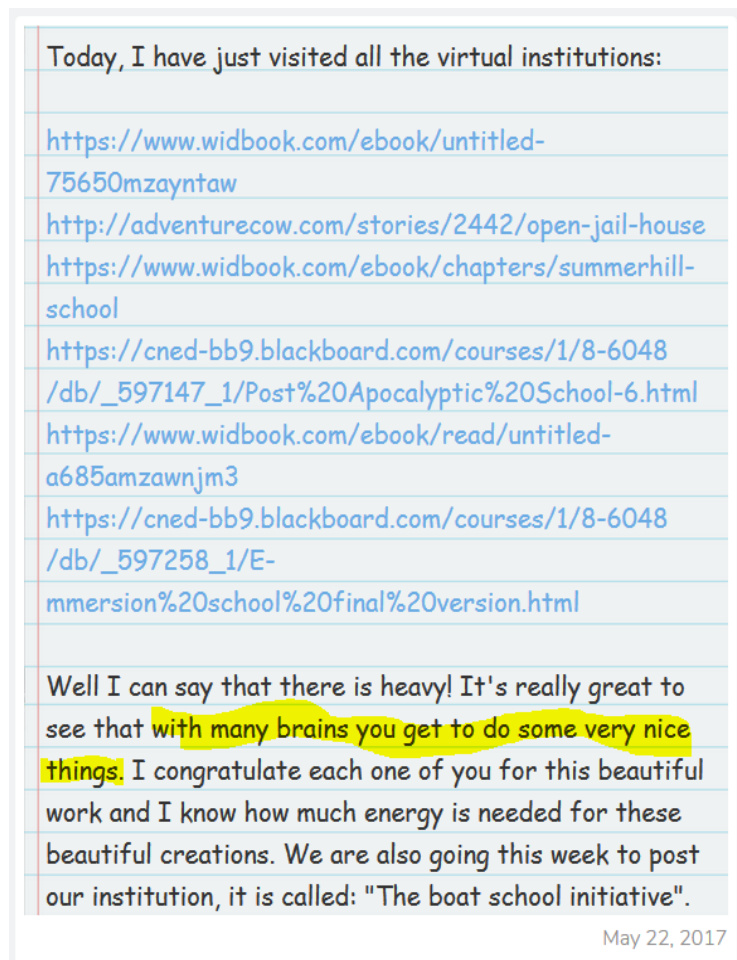 Today, I have just visited all the virtual institutions:
https://www.widbook.com/ebook/untitled-
75650mzayntaw
http://adventurecow.com/stories/2442/open-jail-house
https://www.widbook.com/ebook/chapters/summerhill-
school
https://cned-bb9.blackboard.com/courses/1/8-6048
/db/_597147_1/Post%20Apocalyptic%20School-6.html
https://www.widbook.com/ebook/read/untitled-
a685amzawnjm3
https://cned-bb9.blackboard.com/courses/1/8-6048
/db/_597258_1/E-
mmersion%20school%20final%20version.html
Well I can say that there is heavy! It's really great to
see that with many brains you get to do some very nice
things. I congratulate each one of you for this beautiful
work and I know how much energy is needed for these
beautiful creations. We are also going this week to post
our institution, it is called: "The boat school initiative".
May 22, 2017